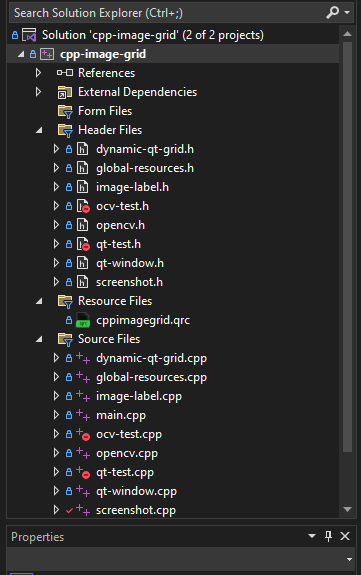 Search Solution Explorer (Ctrl+;)
Solution 'cpp-image-grid' (2 of 2 projects)
cpp-image-grid
References
External Dependencies
Form Files
Header Files
dynamic-qt-grid.h
global-resources.h
image-label.h
ocv-test.h
opencv.h
qt-test.h
qt-window.h
screenshot.h
Resource Files
cppimagegrid.qrc
Source Files
dynamic-qt-grid.cpp
global-resources.cpp
image-label.cpp
main.cpp
ocv-test.cpp
opencv.cpp
qt-test.cpp
qt-window.cpp
screenshot.cpp
Properties